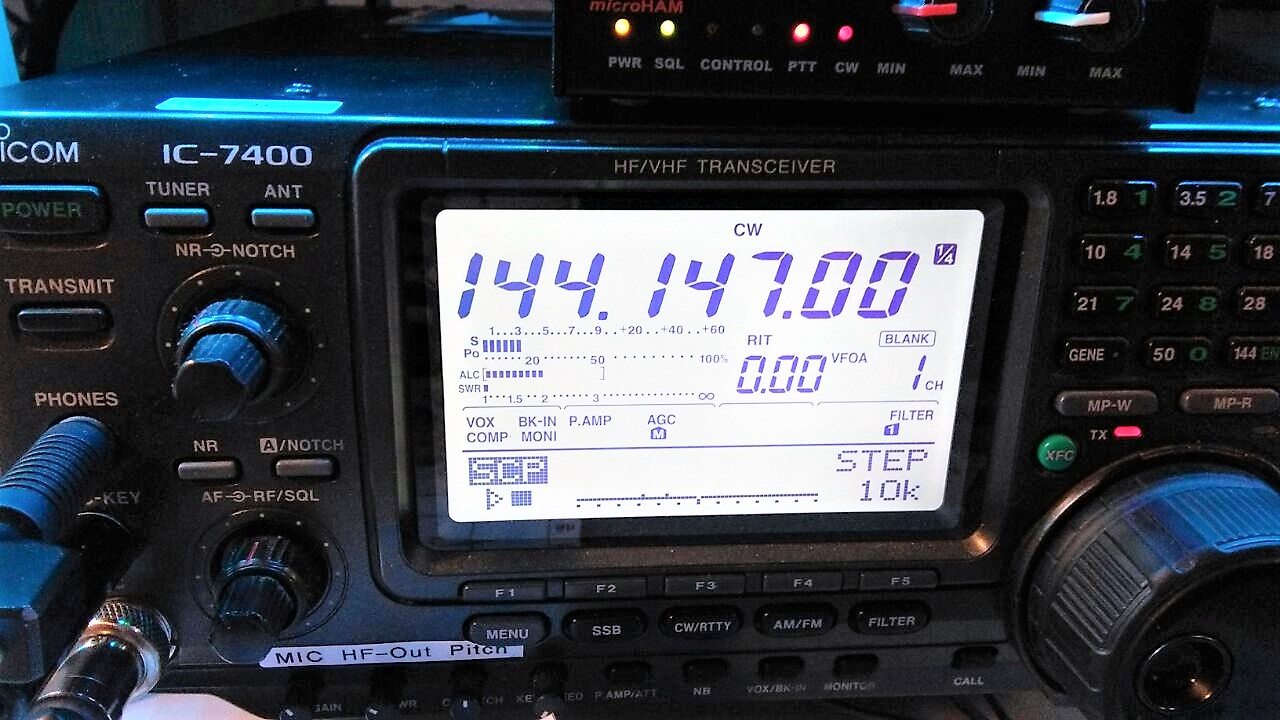 microHAM
PWR SQL CONTROL PTT CW MIN MAX MIN MAX
ICOM IC-7400
HF/VHF TRANSCEIVER
POWER
TUNER ANT
NR NOTCH
TRANSMIT
PHONES
NR A/NOTCH
AF RF/SQL
CW
144.147.00 1/4
S 1...3...5...7...9...+20...+40...+60
Po 20 50 100%
ALC
SWR 1 1.5 2 3 ∞
RIT
0.00
VFOA
BLANK
1 CH
VOX BK-IN P.AMP AGC FILTER
COMP MONI M 1
SCP
STEP
10k
1.8 1 3.5 2 7
10 4 14 5 18
21 7 24 8 28
GENE · 50 0 144
MP-W MP-R
TX
XFC
F1 F2 F3 F4 F5
MENU SSB CW/RTTY AM/FM FILTER
MIC HF-Out Pitch
P.AMP/ATT NB VOX/BK-IN MONITOR CALL